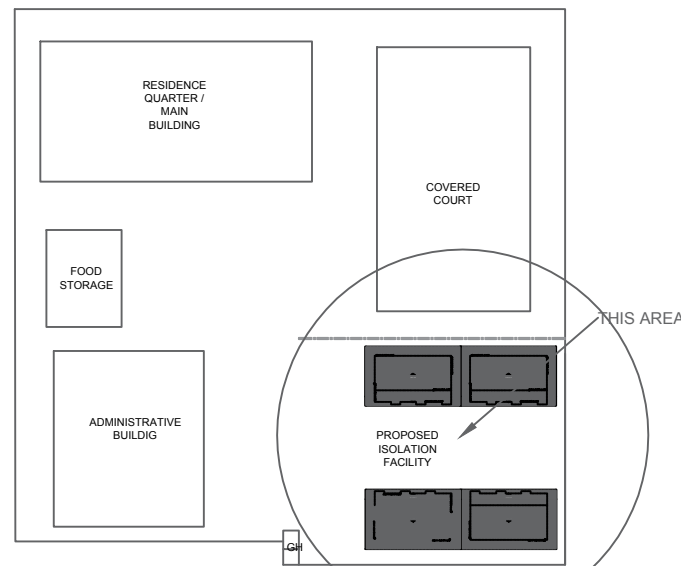 RESIDENCE
QUARTER /
MAIN
BUILDING
COVERED
COURT
FOOD
STORAGE
THIS AREA
ADMINISTRATIVE
BUILDIG
PROPOSED
ISOLATION
FACILITY
GH